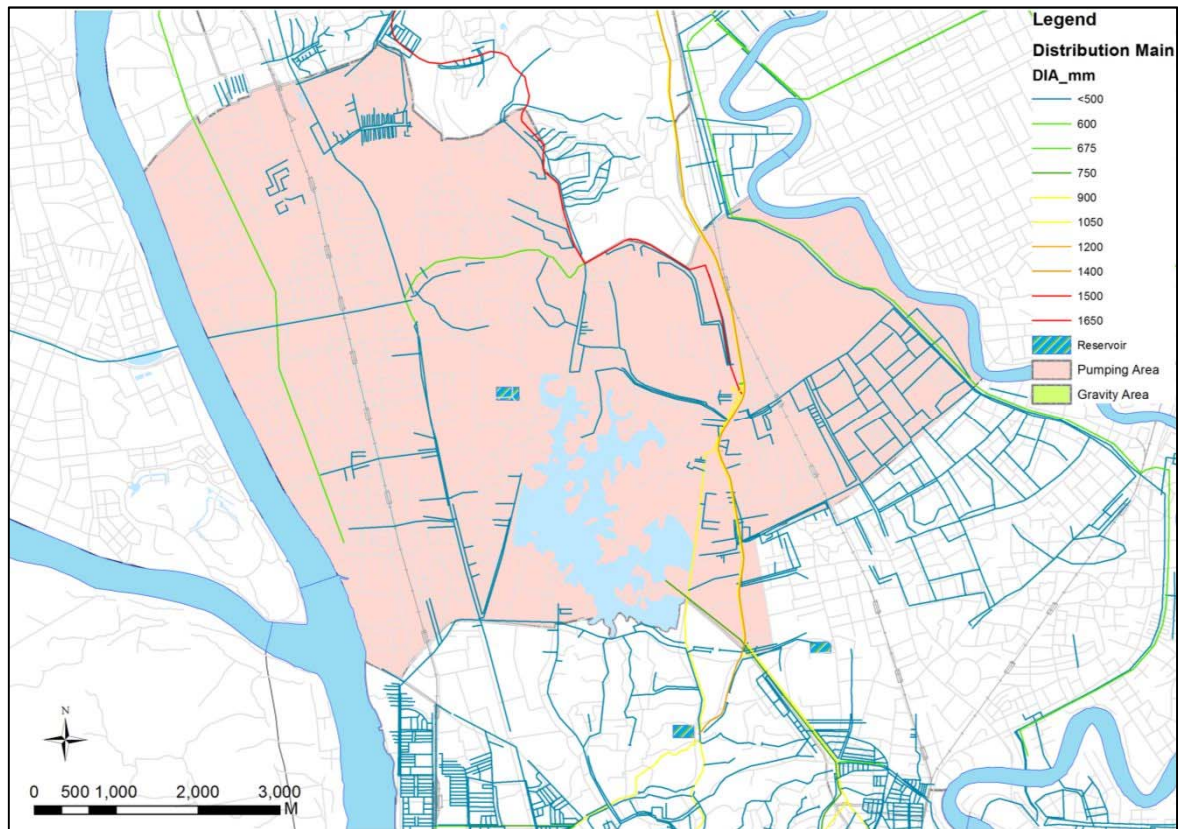 Legend
Distribution Main
DIA_mm
<500
600
675
750
900
1050
1200
1400
1500
1650
Reservoir
Pumping Area
Gravity Area
N
0 500 1,000 2,000 3,000
M